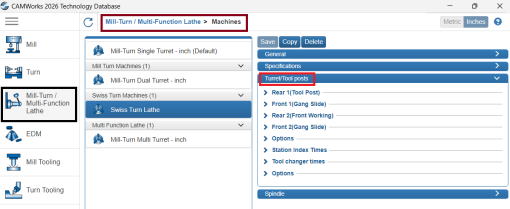 CAMWorks 2026 Technology Database
Mill-Turn / Multi-Function Lathe > Machines
Metric Inches
Mill
Turn
Mill-Turn /
Multi-Function
Lathe
EDM
Mill Tooling
Turn Tooling
Mill-Turn Single Turret - inch (Default)
Mill Turn Machines (1)
Mill-Turn Dual Turret - inch
Swiss Turn Machines (1)
Swiss Turn Lathe
Multi Function Lathe (1)
Mill-Turn Multi Turret - inch
Save Copy Delete
General
Specifications
Turret/Tool posts
Rear 1(Tool Post)
Front 1(Gang Slide)
Rear 2(Front Working)
Front 2(Gang Slide)
Options
Station Index Times
Tool changer times
Options
Spindle